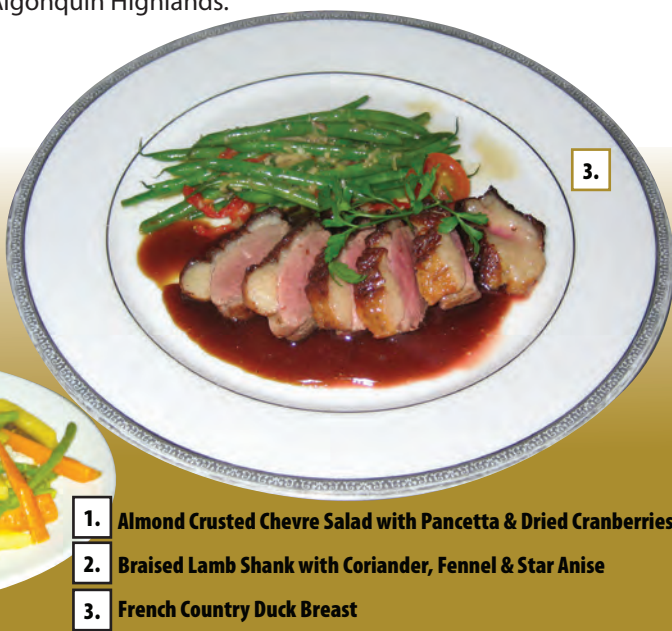 Algonquin Highlands.
3.
1. Almond Crusted Chevre Salad with Pancetta & Dried Cranberries
2. Braised Lamb Shank with Coriander, Fennel & Star Anise
3. French Country Duck Breast